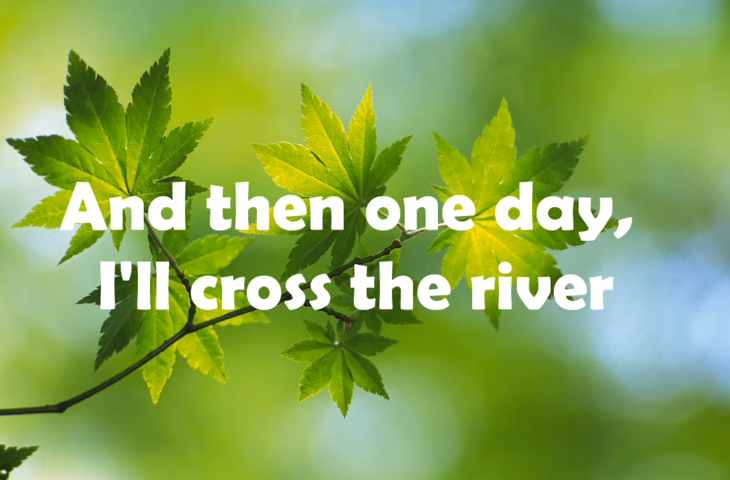 And then one day,
I'll cross the river